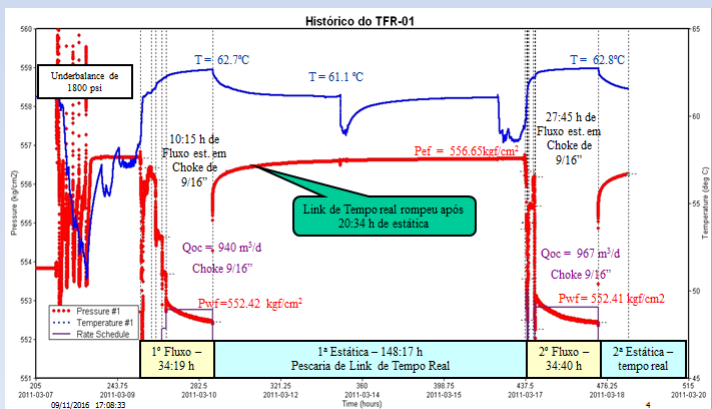 Histórico do TFR-01
560
559
558
557
556
555
554
553
552
551
Pressure (kg/cm2)
65
60
55
50
45
Temperature (deg C)
Underbalance de
1800 psi
T = 62.7ºC
T = 61.1 ºC
T = 62.8ºC
10:15 h de
Fluxo est. em
Choke de
9/16”
27:45 h de
Fluxo est. em
Choke de
9/16”
Pef = 556.65kgf/cm2
Link de Tempo real rompeu após
20:34 h de estática
Qoc = 940 m3/d
Choke 9/16”
Qoc = 967 m3/d
Choke 9/16”
Pwf=552.42 kgf/cm2
Pwf= 552.41 kgf/cm2
Pressure #1
Temperature #1
Rate Schedule
1º Fluxo –
34:19 h
1ª Estática – 148:17 h
Pescaria de Link de Tempo Real
2º Fluxo –
34:40 h
2ª Estática –
tempo real
205 243.75 282.5 321.25 360 398.75 437.5 476.25 515
2011-03-07 2011-03-09 2011-03-10 2011-03-12 2011-03-14 2011-03-15 2011-03-17 2011-03-18 2011-03-20
Time (hours)
09/11/2016 17:08:33
4